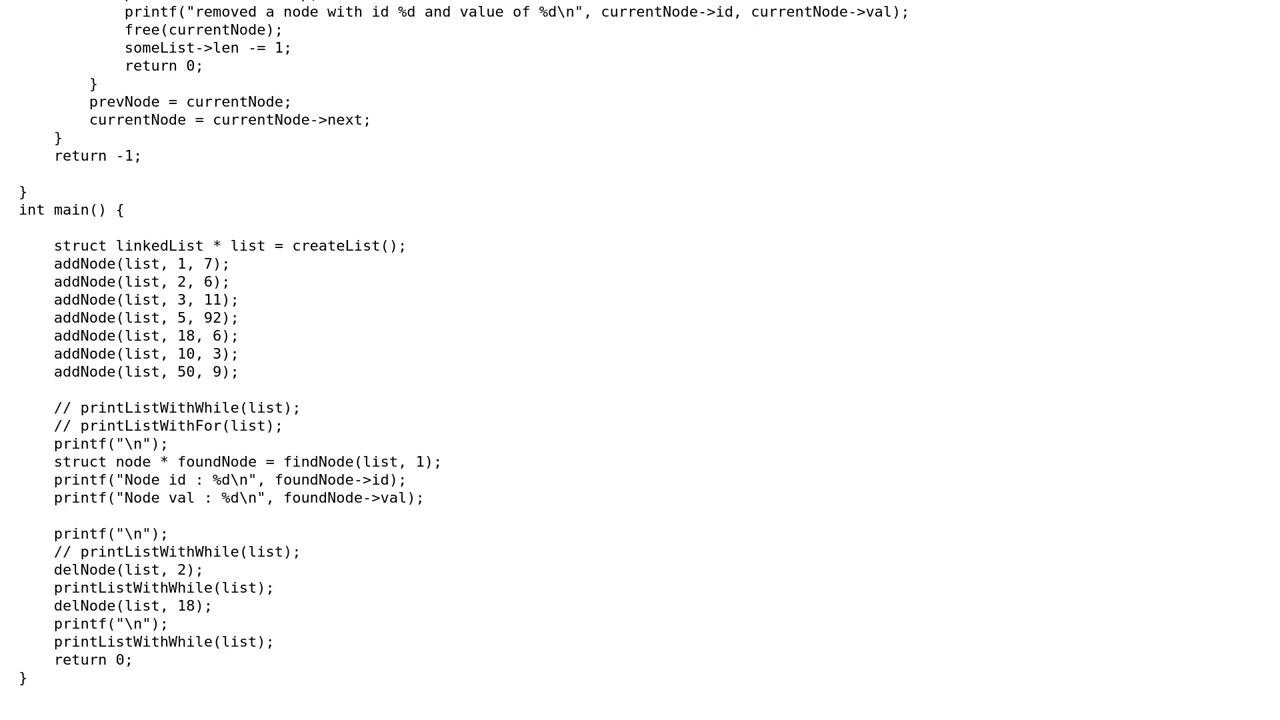 printf("removed a node with id %d and value of %d\n", currentNode->id, currentNode->val);
            free(currentNode);
            someList->len -= 1;
            return 0;
        }
        prevNode = currentNode;
        currentNode = currentNode->next;
    }
    return -1;

}
int main() {

    struct linkedList * list = createList();
    addNode(list, 1, 7);
    addNode(list, 2, 6);
    addNode(list, 3, 11);
    addNode(list, 5, 92);
    addNode(list, 18, 6);
    addNode(list, 10, 3);
    addNode(list, 50, 9);

    // printListWithWhile(list);
    // printListWithFor(list);
    printf("\n");
    struct node * foundNode = findNode(list, 1);
    printf("Node id : %d\n", foundNode->id);
    printf("Node val : %d\n", foundNode->val);

    printf("\n");
    // printListWithWhile(list);
    delNode(list, 2);
    printListWithWhile(list);
    delNode(list, 18);
    printf("\n");
    printListWithWhile(list);
    return 0;
}